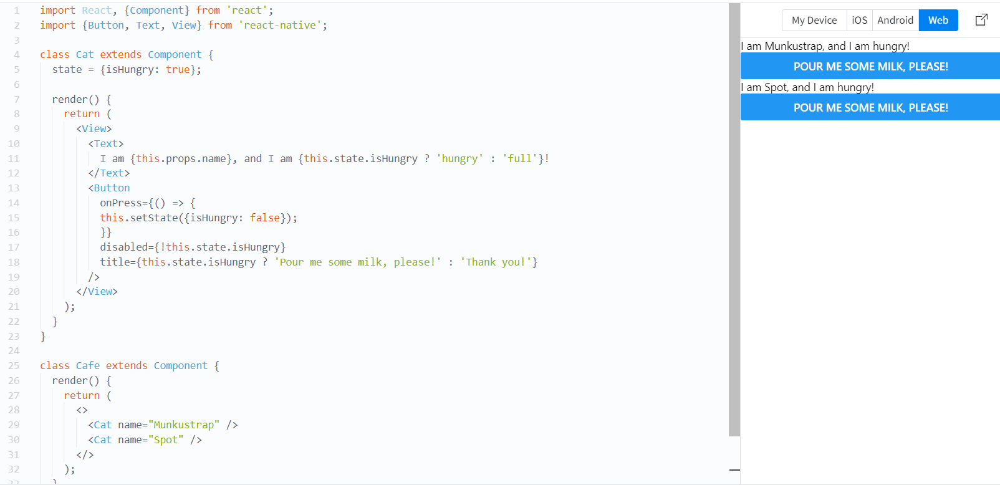 1 import React, {Component} from 'react';
2 import {Button, Text, View} from 'react-native';
3
4 class Cat extends Component {
5 state = {isHungry: true};
6
7 render() {
8 return (
9 <View>
10 <Text>
11 I am {this.props.name}, and I am {this.state.isHungry ? 'hungry' : 'full'}!
12 </Text>
13 <Button
14 onPress={() => {
15 this.setState({isHungry: false});
16 }}
17 disabled={!this.state.isHungry}
18 title={this.state.isHungry ? 'Pour me some milk, please!' : 'Thank you!'}
19 />
20 </View>
21 );
22 }
23 }
24
25 class Cafe extends Component {
26 render() {
27 return (
28 <>
29 <Cat name="Munkustrap" />
30 <Cat name="Spot" />
31 </>
32 );
33 }
My Device iOS Android Web
I am Munkustrap, and I am hungry!
POUR ME SOME MILK, PLEASE!
I am Spot, and I am hungry!
POUR ME SOME MILK, PLEASE!